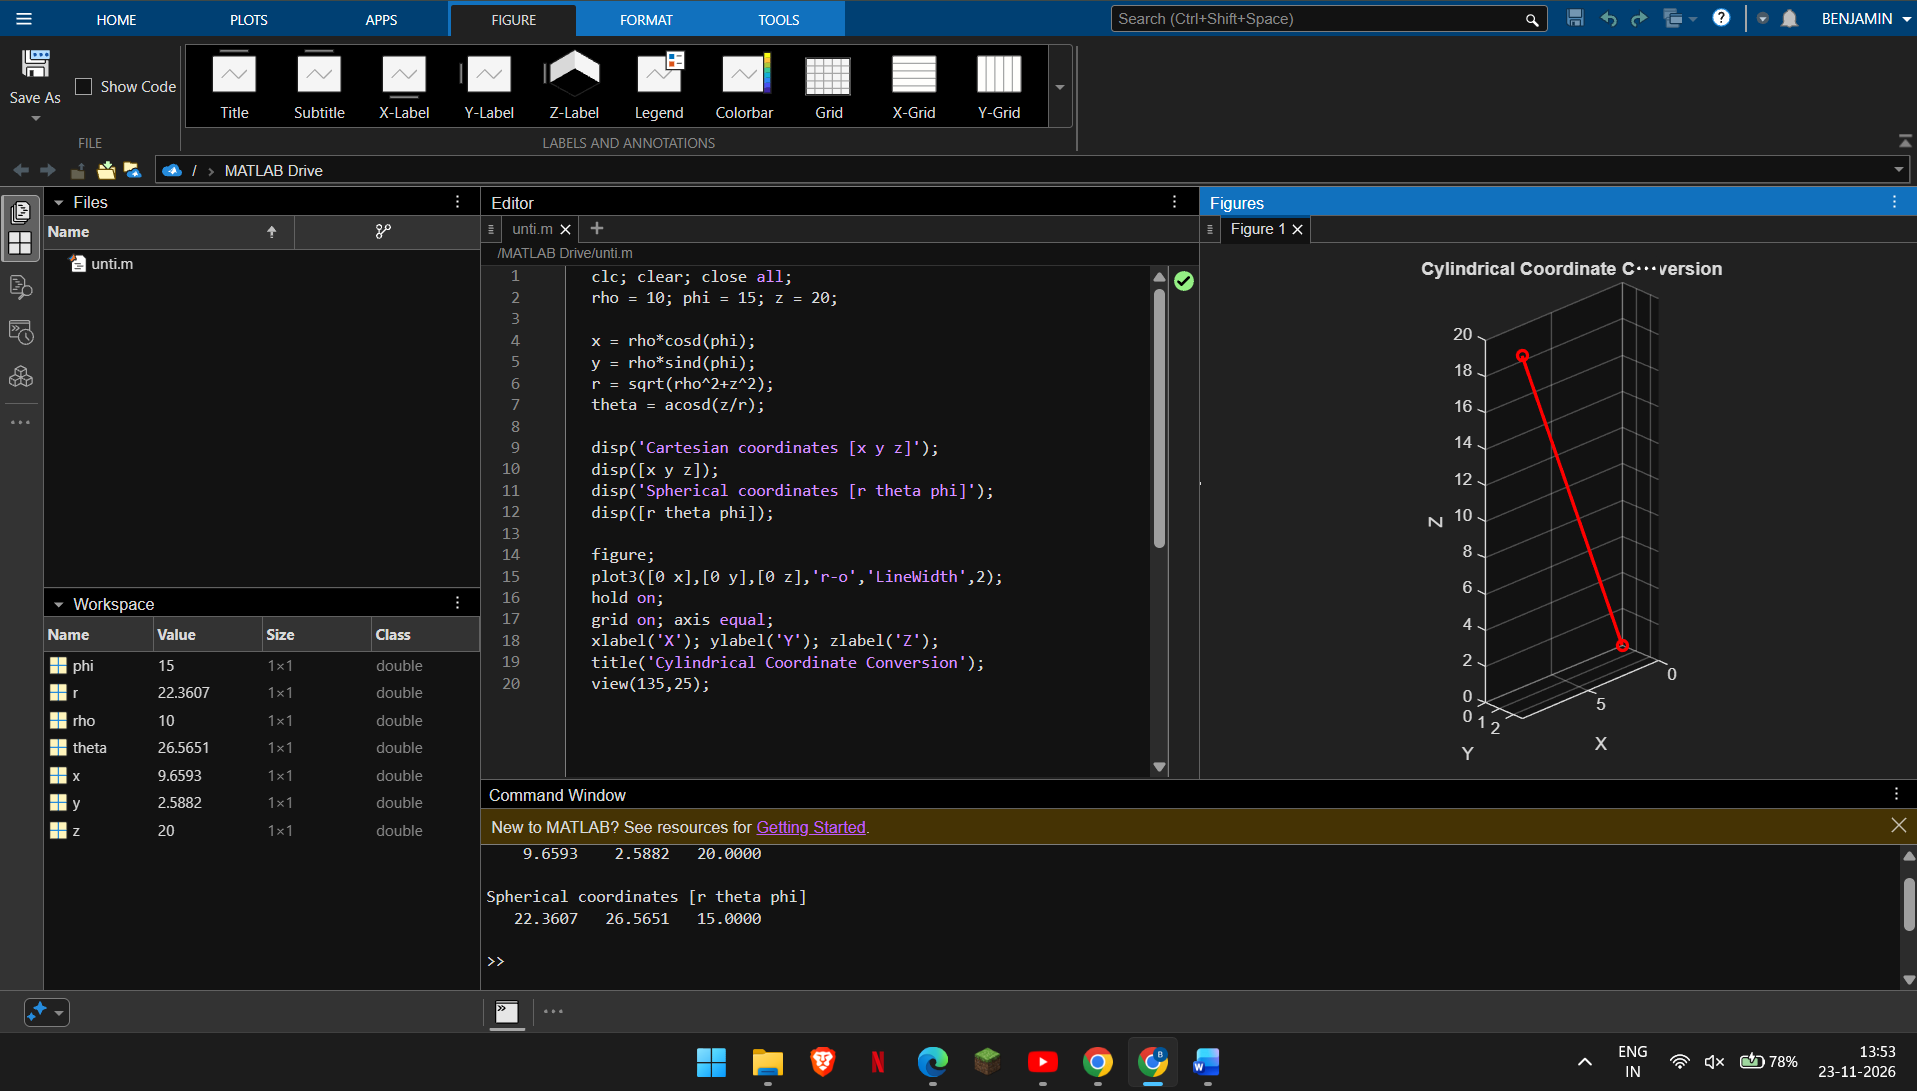 HOME PLOTS APPS FIGURE FORMAT TOOLS Search (Ctrl+Shift+Space) ? BENJAMIN
Save As Show Code
Title Subtitle X-Label Y-Label Z-Label Legend Colorbar Grid X-Grid Y-Grid
FILE LABELS AND ANNOTATIONS
/ › MATLAB Drive
Files
Name
unti.m
Workspace
Name Value Size Class
phi 15 1×1 double
r 22.3607 1×1 double
rho 10 1×1 double
theta 26.5651 1×1 double
x 9.6593 1×1 double
y 2.5882 1×1 double
z 20 1×1 double
Editor
unti.m × +
/MATLAB Drive/unti.m
1 clc; clear; close all;
2 rho = 10; phi = 15; z = 20;
3
4 x = rho*cosd(phi);
5 y = rho*sind(phi);
6 r = sqrt(rho^2+z^2);
7 theta = acosd(z/r);
8
9 disp('Cartesian coordinates [x y z]');
10 disp([x y z]);
11 disp('Spherical coordinates [r theta phi]');
12 disp([r theta phi]);
13
14 figure;
15 plot3([0 x],[0 y],[0 z],'r-o','LineWidth',2);
16 hold on;
17 grid on; axis equal;
18 xlabel('X'); ylabel('Y'); zlabel('Z');
19 title('Cylindrical Coordinate Conversion');
20 view(135,25);
Figures
Figure 1 ×
Cylindrical Coordinate C···version
20
18
16
14
12
10
8
6
4
2
0
Z
0 1 2
Y
5
0
X
Command Window
New to MATLAB? See resources for Getting Started.
9.6593 2.5882 20.0000
Spherical coordinates [r theta phi]
22.3607 26.5651 15.0000
>>
ENG
IN
78%
13:53
23-11-2026